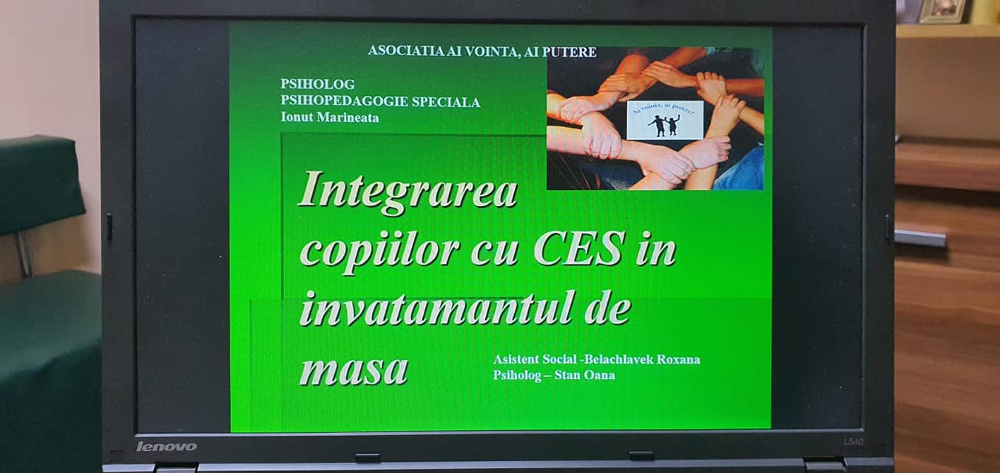 ASOCIATIA AI VOINTA, AI PUTERE
PSIHOLOG
PSIHOPEDAGOGIE SPECIALA
Ionut Marineata
Ai vointa, ai putere!
Integrarea
copiilor cu CES in
invatamantul de
masa
Asistent Social -Belachlavek Roxana
Psiholog – Stan Oana
lenovo
L540